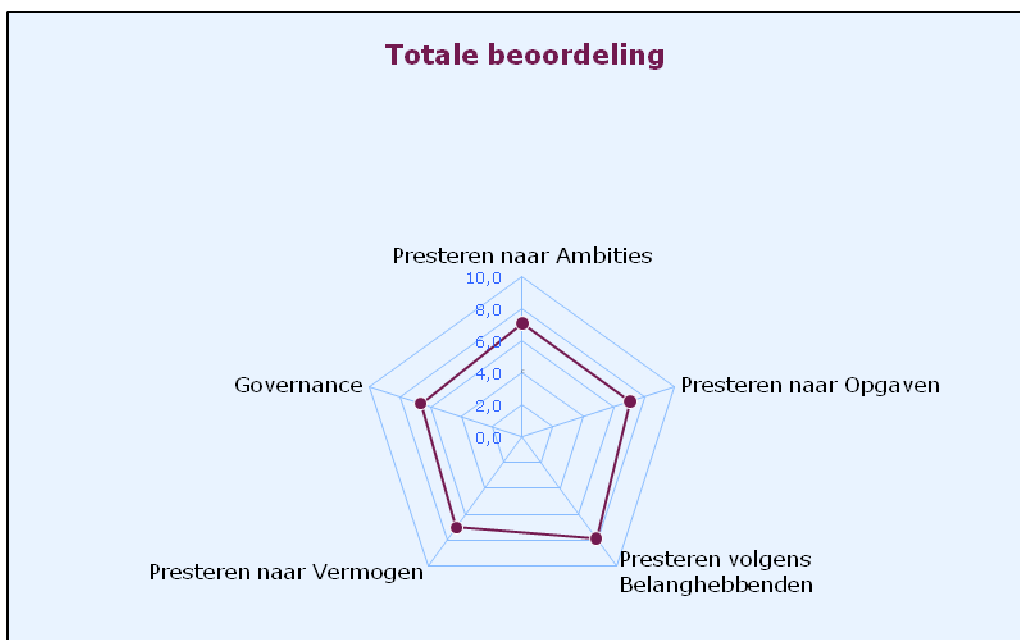 Totale beoordeling
Presteren naar Ambities
10,0
8,0
6,0
4,0
2,0
0,0
Governance
Presteren naar Opgaven
Presteren volgens
Belanghebbenden
Presteren naar Vermogen